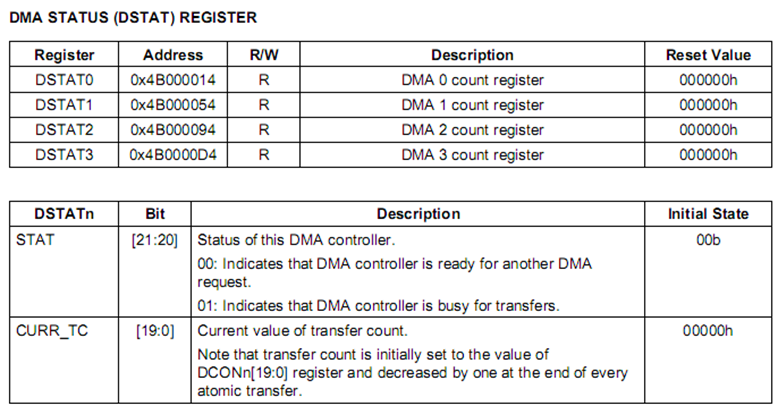 DMA STATUS (DSTAT) REGISTER
Register Address R/W Description Reset Value
DSTAT0 0x4B000014 R DMA 0 count register 000000h
DSTAT1 0x4B000054 R DMA 1 count register 000000h
DSTAT2 0x4B000094 R DMA 2 count register 000000h
DSTAT3 0x4B0000D4 R DMA 3 count register 000000h
DSTATn Bit Description Initial State
STAT [21:20] Status of this DMA controller. 00b
00: Indicates that DMA controller is ready for another DMA
request.
01: Indicates that DMA controller is busy for transfers.
CURR_TC [19:0] Current value of transfer count. 00000h
Note that transfer count is initially set to the value of
DCONn[19:0] register and decreased by one at the end of every
atomic transfer.